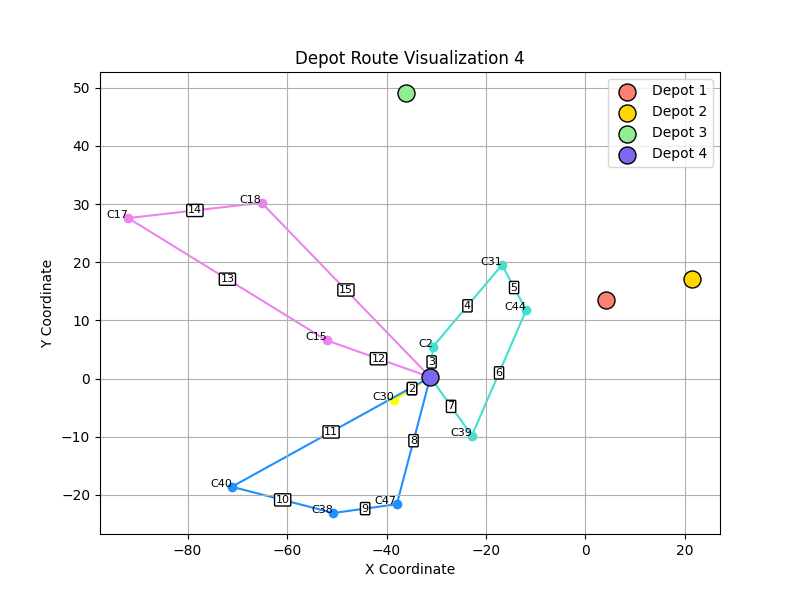 Depot Route Visualization 4
Depot 1
Depot 2
Depot 3
Depot 4
Y Coordinate
50
40
30
20
10
0
−10
−20
C17
14
C18
13
15
C15
12
C31
5
4
C44
C2
3
6
2
C30
7
11
8
C39
C40
10
C38
9
C47
−80
−60
−40
−20
0
20
X Coordinate